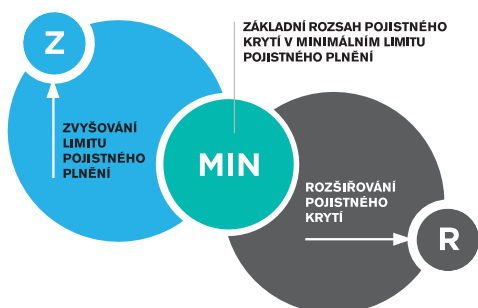 Z
ZÁKLADNÍ ROZSAH POJISTNÉHO
KRYTÍ V MINIMÁLNÍM LIMITU
POJISTNÉHO PLNĚNÍ
ZVYŠOVÁNÍ
LIMITU
POJISTNÉHO
PLNĚNÍ
MIN
ROZŠIŘOVÁNÍ
POJISTNÉHO
KRYTÍ
R